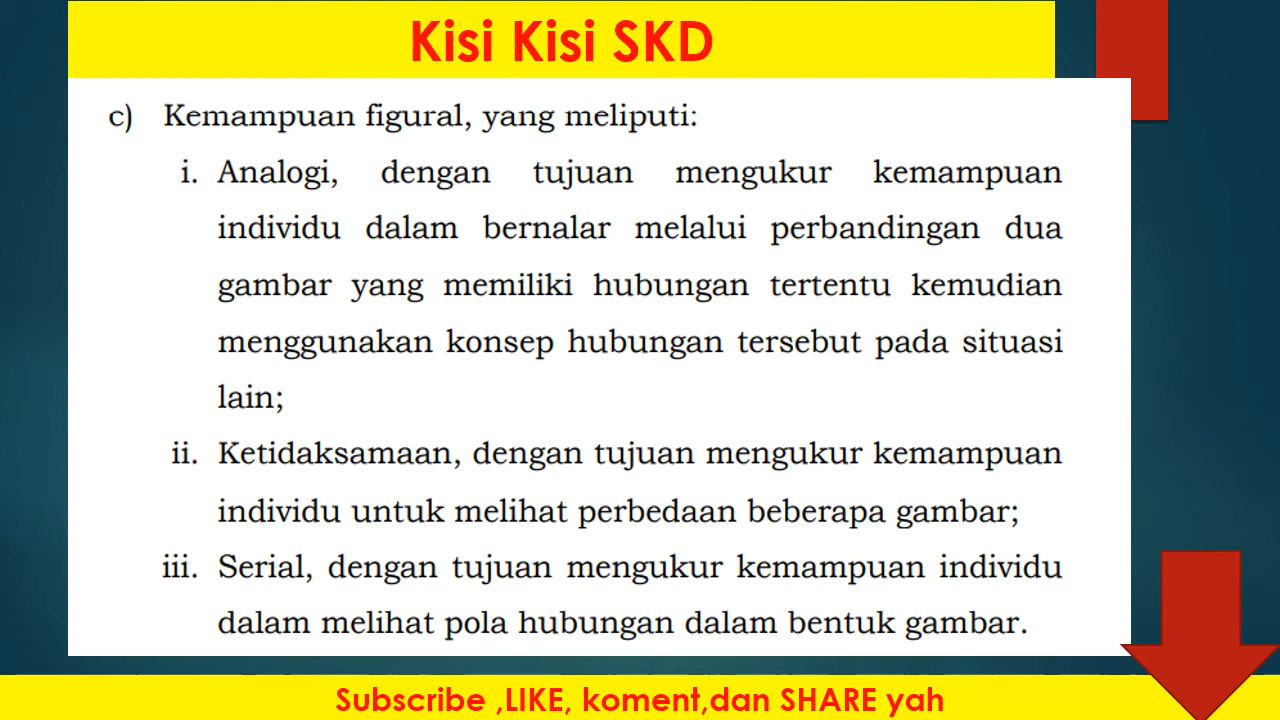 Kisi Kisi SKD
c) Kemampuan figural, yang meliputi:
i. Analogi, dengan tujuan mengukur kemampuan
individu dalam bernalar melalui perbandingan dua
gambar yang memiliki hubungan tertentu kemudian
menggunakan konsep hubungan tersebut pada situasi
lain;
ii. Ketidaksamaan, dengan tujuan mengukur kemampuan
individu untuk melihat perbedaan beberapa gambar;
iii. Serial, dengan tujuan mengukur kemampuan individu
dalam melihat pola hubungan dalam bentuk gambar.
Subscribe ,LIKE, koment,dan SHARE yah